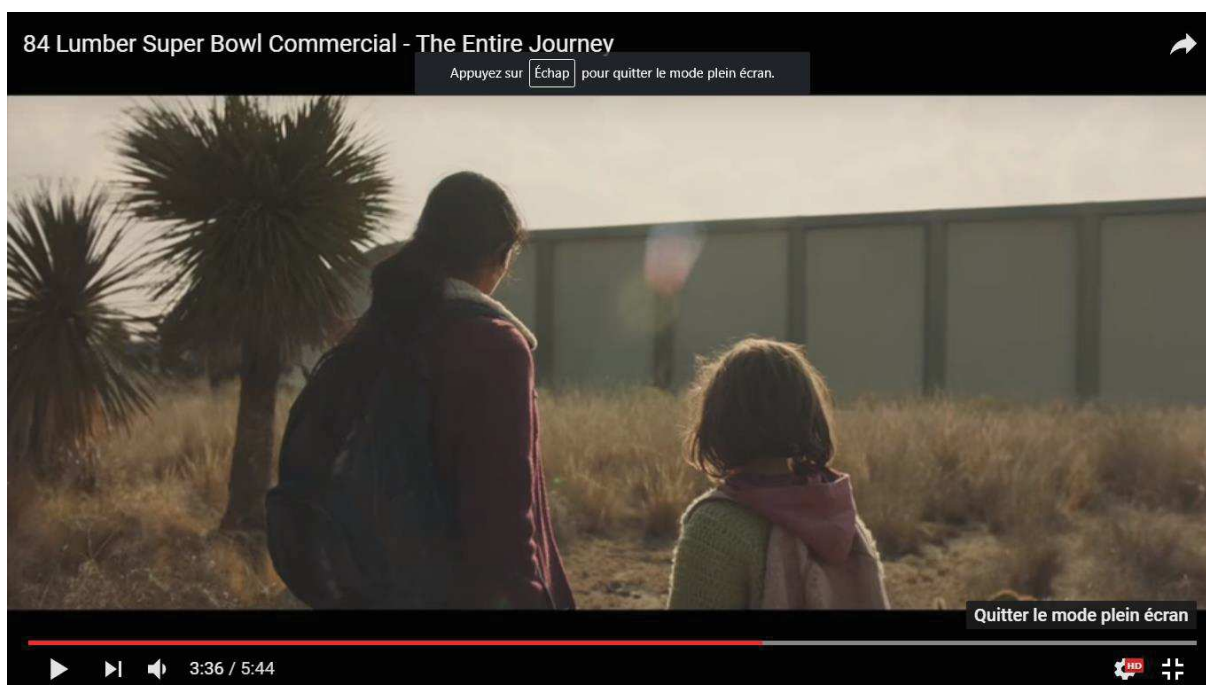 84 Lumber Super Bowl Commercial - The Entire Journey
Appuyez sur Échap pour quitter le mode plein écran.
Quitter le mode plein écran
3:36 / 5:44
HD